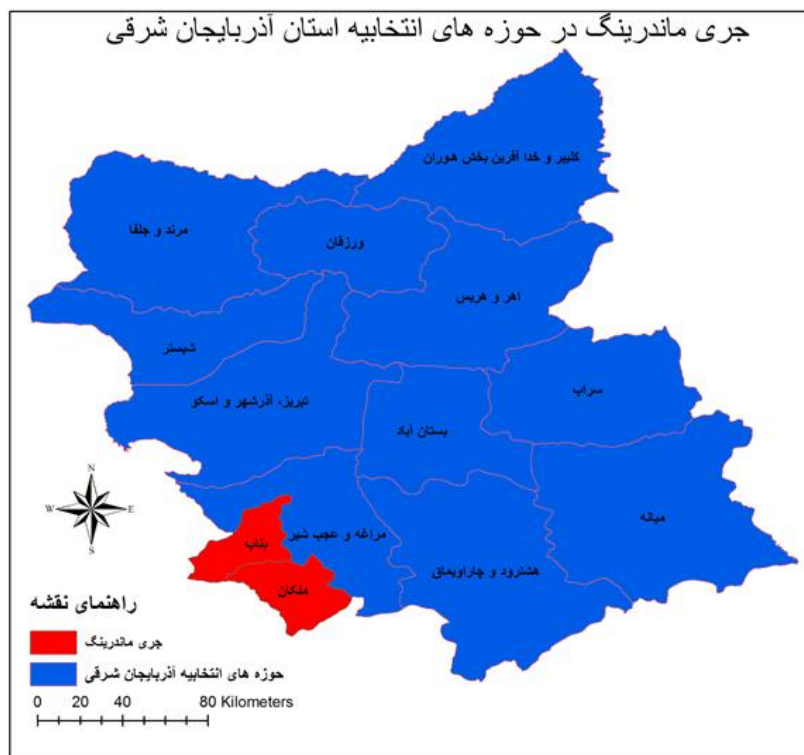 جری ماندرینگ در حوزه های انتخابیه استان آذربایجان شرقی
کلیبر و خدا آفرین بخش هوران
مرند و جلفا
ورزقان
اهر و هریس
شبستر
سراب
تبریز، آذرشهر و اسکو
بستان آباد
N
W E
S
میانه
مراغه و عجب شیر
بناب
هشترود و چاراویماق
ملکان
راهنمای نقشه
جری ماندرینگ
حوزه های انتخابیه آذربایجان شرقی
0 20 40 80 Kilometers